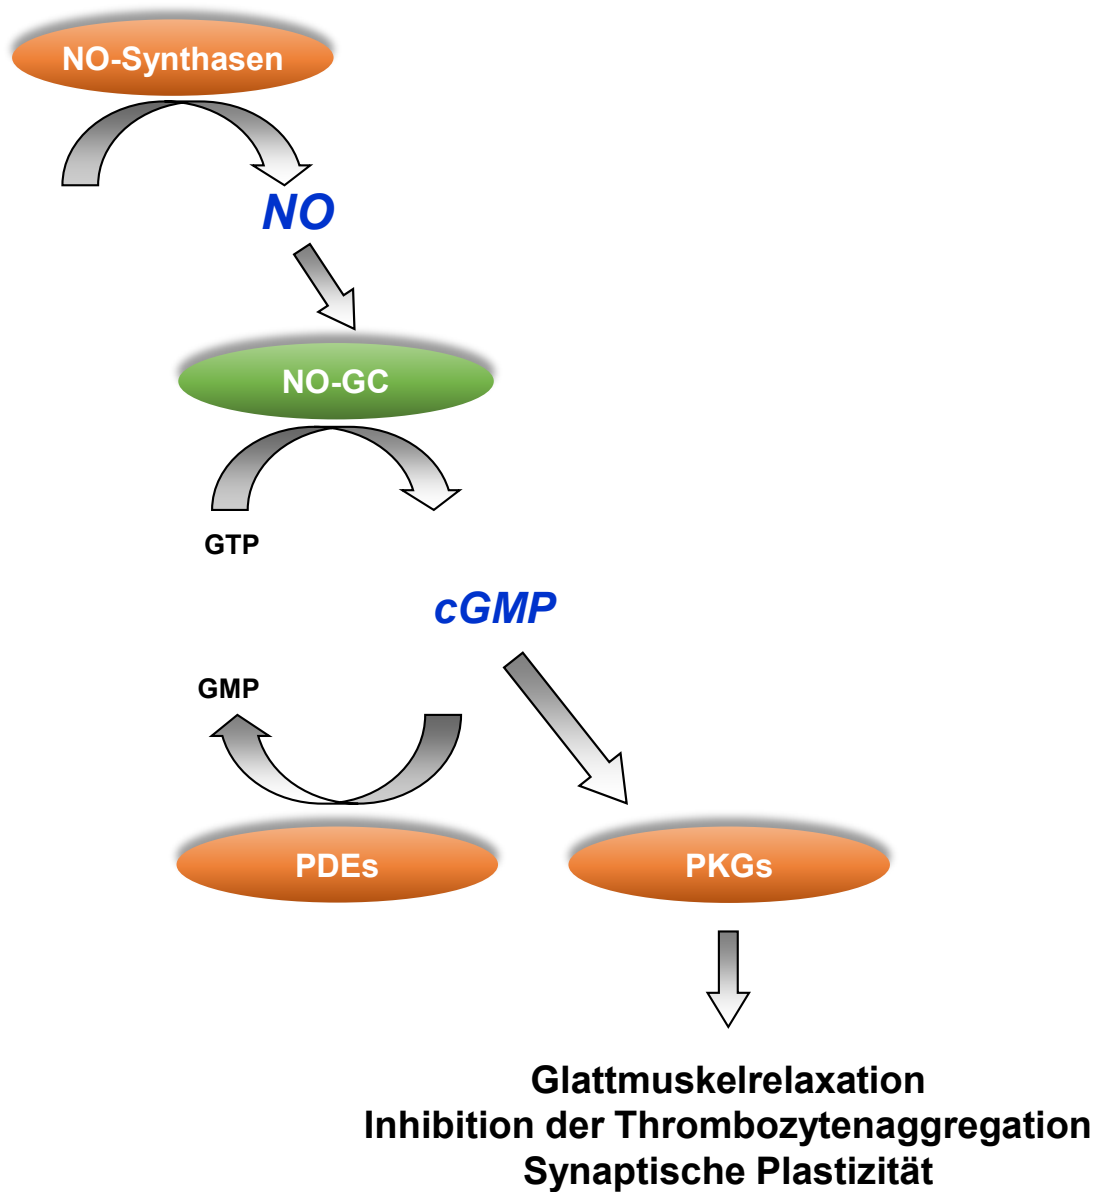 NO-Synthasen
NO
NO-GC
GTP
cGMP
GMP
PDEs
PKGs
Glattmuskelrelaxation
Inhibition der Thrombozytenaggregation
Synaptische Plastizität